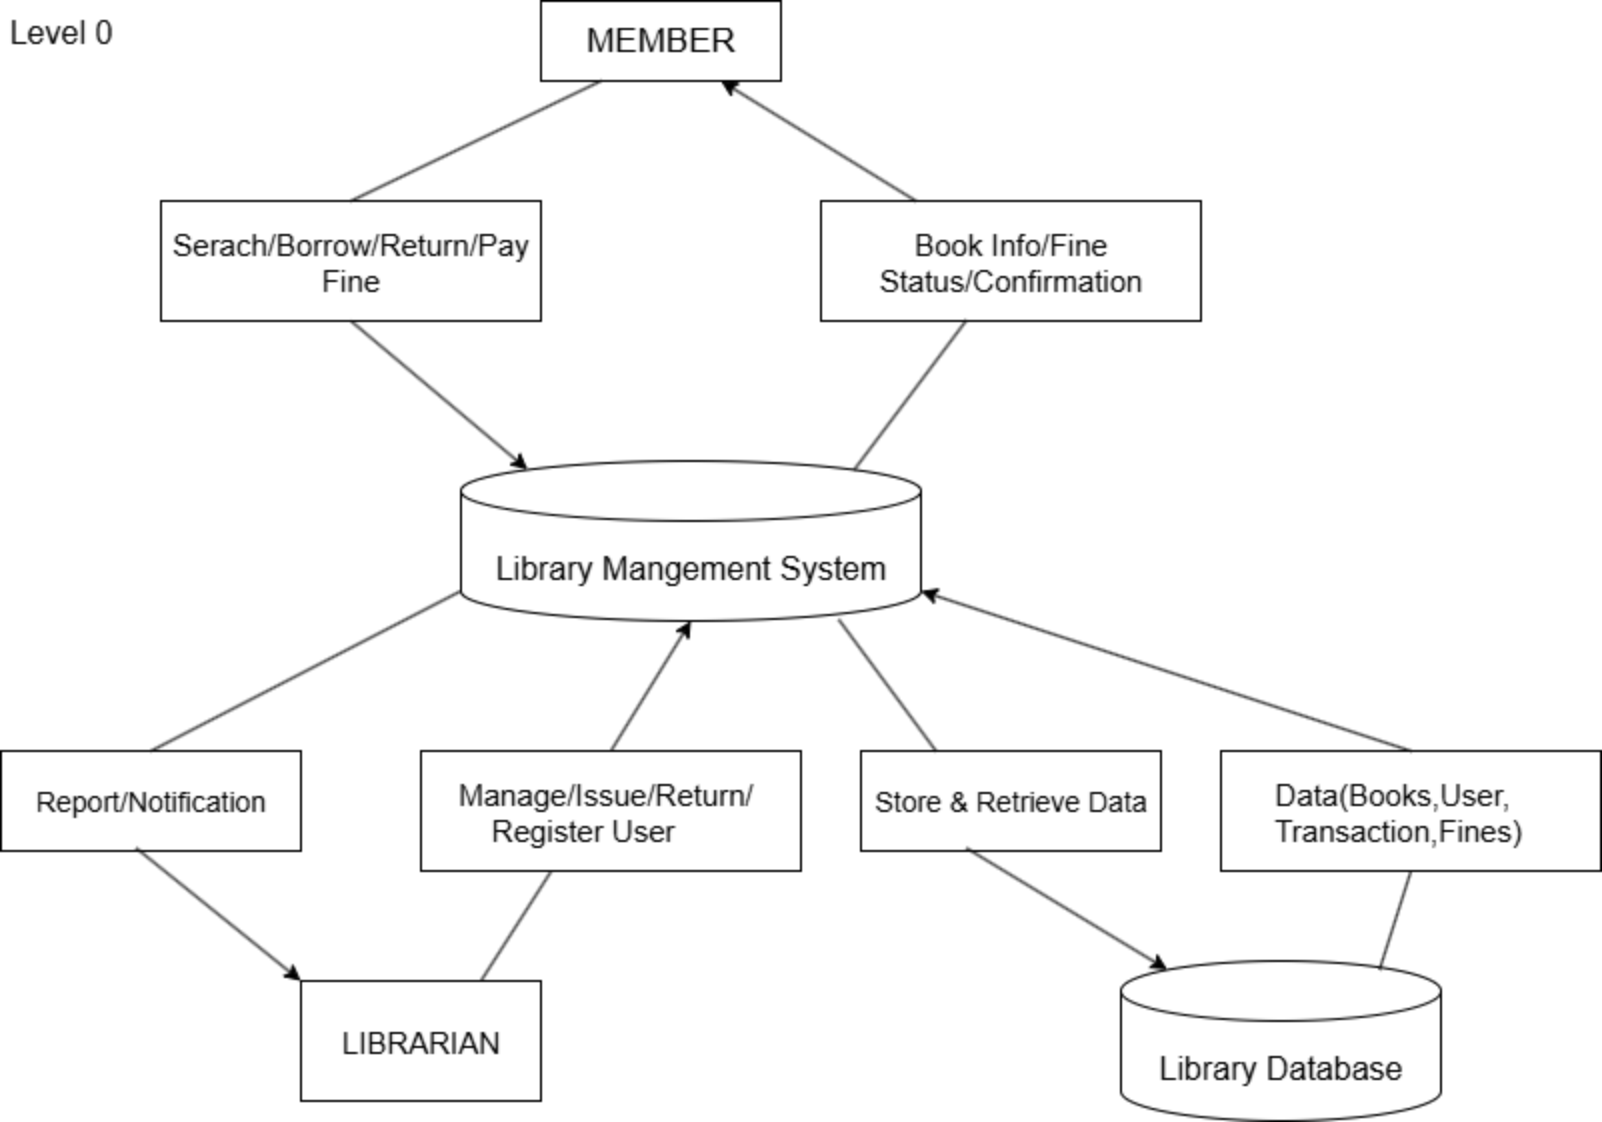 Level 0
MEMBER
Serach/Borrow/Return/Pay
Fine
Book Info/Fine
Status/Confirmation
Library Mangement System
Report/Notification
Manage/Issue/Return/
Register User
Store & Retrieve Data
Data(Books,User,
Transaction,Fines)
LIBRARIAN
Library Database